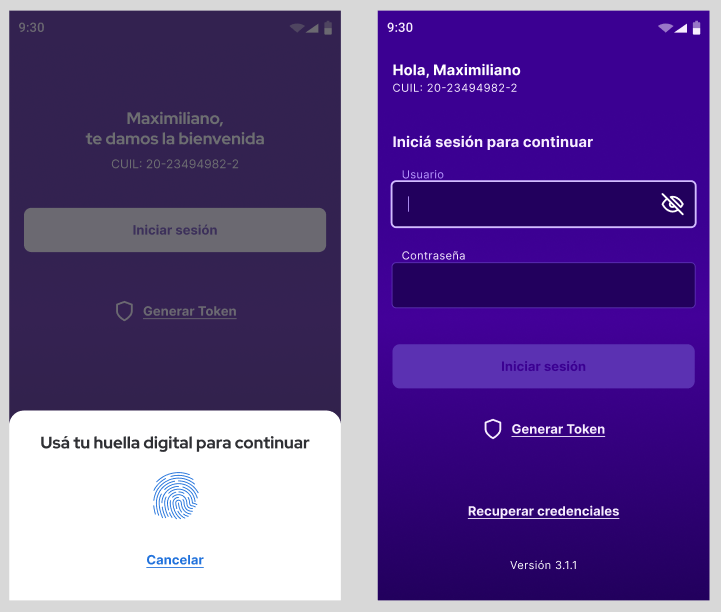 9:30
Maximiliano,
te damos la bienvenida
CUIL: 20-23494982-2
Iniciar sesión
Generar Token
Usá tu huella digital para continuar
Cancelar
9:30
Hola, Maximiliano
CUIL: 20-23494982-2
Iniciá sesión para continuar
Usuario
Contraseña
Iniciar sesión
Generar Token
Recuperar credenciales
Versión 3.1.1